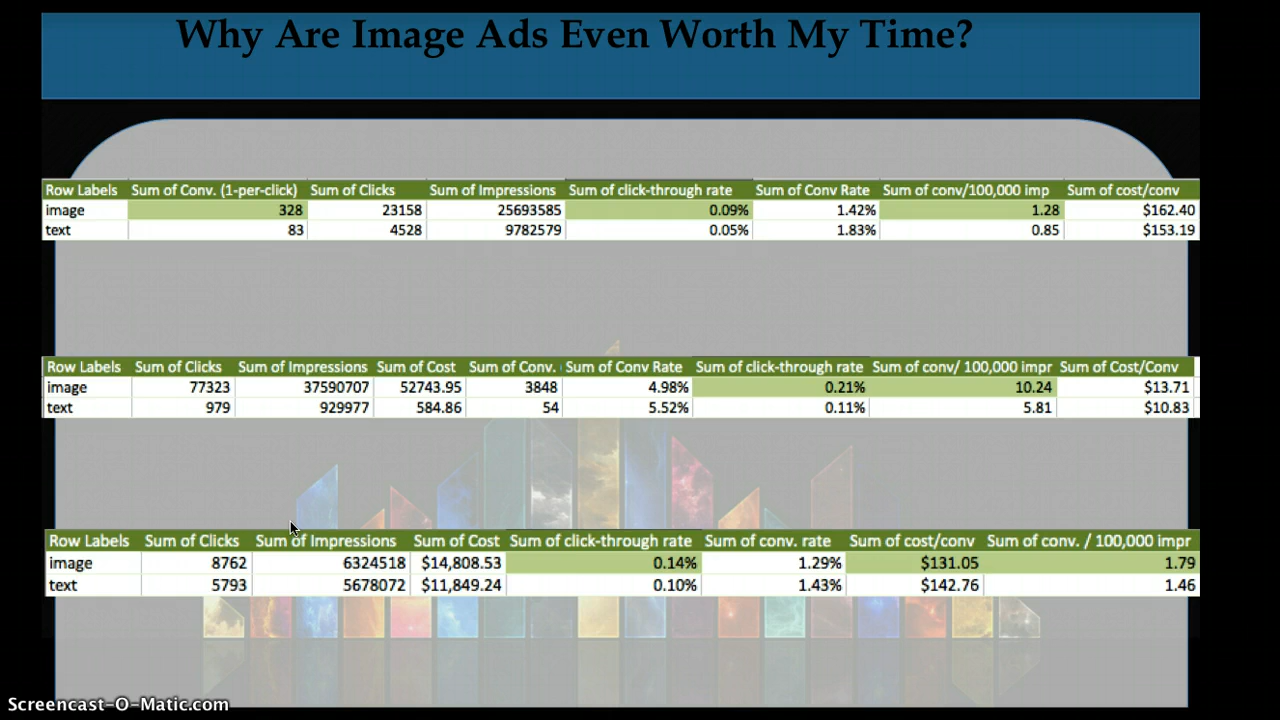 Why Are Image Ads Even Worth My Time?
Row Labels Sum of Conv. (1-per-click) Sum of Clicks Sum of Impressions Sum of click-through rate Sum of Conv Rate Sum of conv/100,000 imp Sum of cost/conv
image 328 23158 25693585 0.09% 1.42% 1.28 $162.40
text 83 4528 9782579 0.05% 1.83% 0.85 $153.19
Row Labels Sum of Clicks Sum of Impressions Sum of Cost Sum of Conv. Sum of Conv Rate Sum of click-through rate Sum of conv/ 100,000 impr Sum of Cost/Conv
image 77323 37590707 52743.95 3848 4.98% 0.21% 10.24 $13.71
text 979 929977 584.86 54 5.52% 0.11% 5.81 $10.83
Row Labels Sum of Clicks Sum of Impressions Sum of Cost Sum of click-through rate Sum of conv. rate Sum of cost/conv Sum of conv. / 100,000 impr
image 8762 6324518 $14,808.53 0.14% 1.29% $131.05 1.79
text 5793 5678072 $11,849.24 0.10% 1.43% $142.76 1.46
Screencast-O-Matic.com